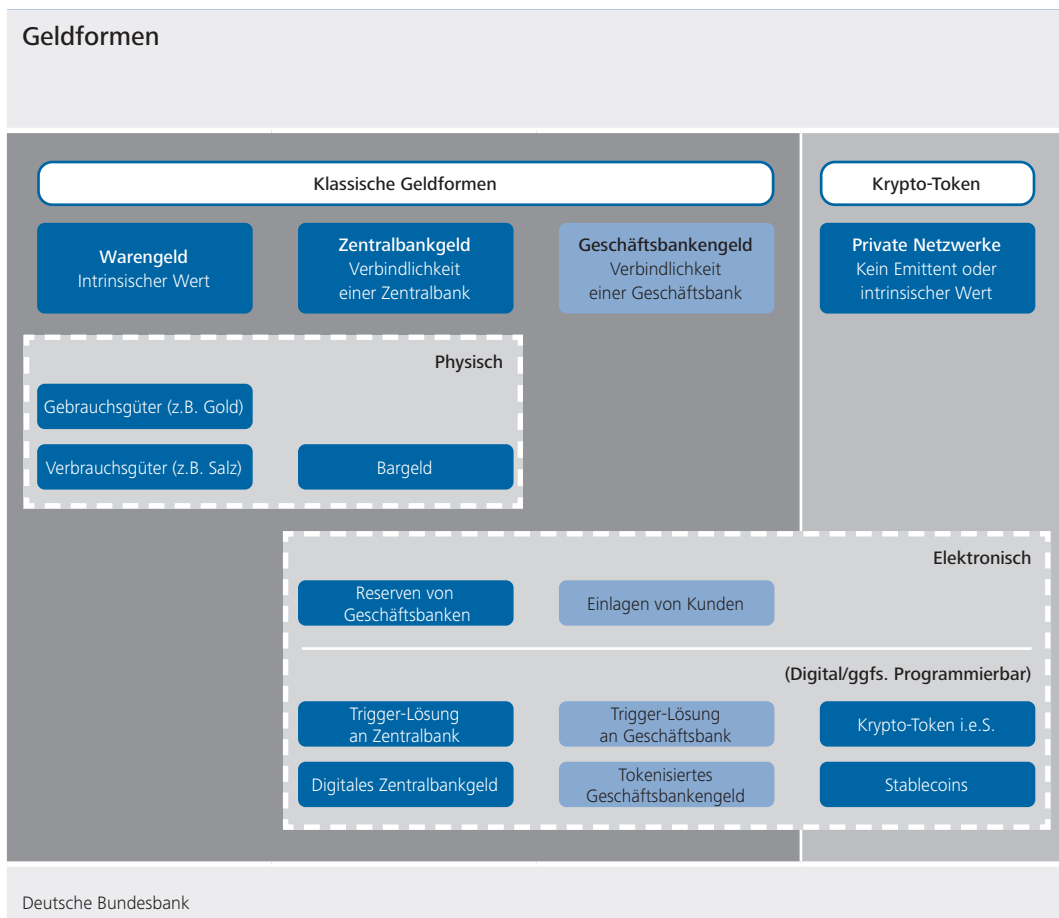 Geldformen
Klassische Geldformen
Krypto-Token
Warengeld
Intrinsischer Wert
Zentralbankgeld
Verbindlichkeit
einer Zentralbank
Geschäftsbankengeld
Verbindlichkeit
einer Geschäftsbank
Private Netzwerke
Kein Emittent oder
intrinsischer Wert
Physisch
Gebrauchsgüter (z.B. Gold)
Verbrauchsgüter (z.B. Salz)
Bargeld
Elektronisch
Reserven von
Geschäftsbanken
Einlagen von Kunden
(Digital/ggfs. Programmierbar)
Trigger-Lösung
an Zentralbank
Trigger-Lösung
an Geschäftsbank
Krypto-Token i.e.S.
Digitales Zentralbankgeld
Tokenisiertes
Geschäftsbankengeld
Stablecoins
Deutsche Bundesbank